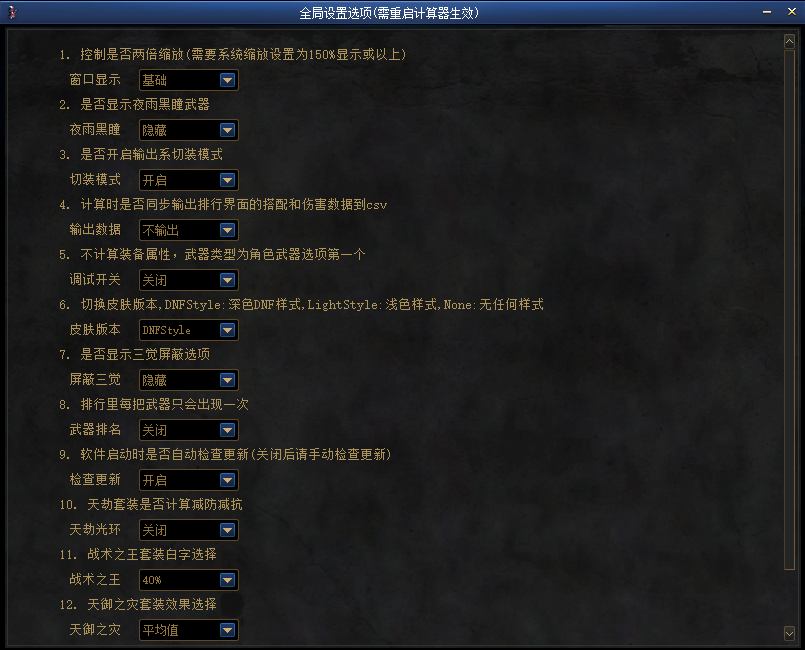 全局设置选项(需重启计算器生效)
1. 控制是否两倍缩放(需要系统缩放设置为150%显示或以上)
窗口显示 基础
2. 是否显示夜雨黑瞳武器
夜雨黑瞳 隐藏
3. 是否开启输出系切装模式
切装模式 开启
4. 计算时是否同步输出排行界面的搭配和伤害数据到csv
输出数据 不输出
5. 不计算装备属性，武器类型为角色武器选项第一个
调试开关 关闭
6. 切换皮肤版本,DNFStyle:深色DNF样式,LightStyle:浅色样式,None:无任何样式
皮肤版本 DNFStyle
7. 是否显示三觉屏蔽选项
屏蔽三觉 隐藏
8. 排行里每把武器只会出现一次
武器排名 关闭
9. 软件启动时是否自动检查更新(关闭后请手动检查更新)
检查更新 开启
10. 天劫套装是否计算减防减抗
天劫光环 关闭
11. 战术之王套装白字选择
战术之王 40%
12. 天御之灾套装效果选择
天御之灾 平均值